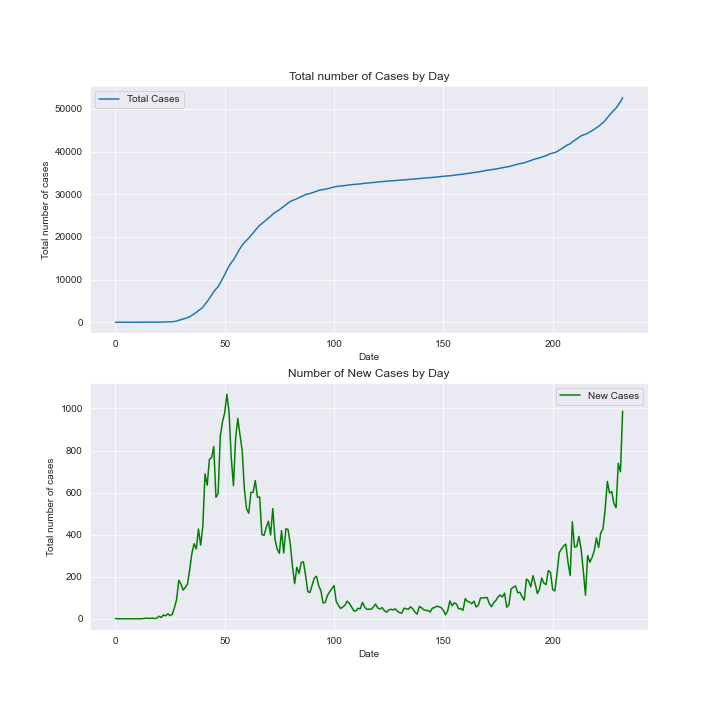 Total number of Cases by Day
Total Cases
50000
40000
30000
20000
10000
0
Total number of cases
0 50 100 150 200
Date
Number of New Cases by Day
New Cases
1000
800
600
400
200
0
Total number of cases
0 50 100 150 200
Date